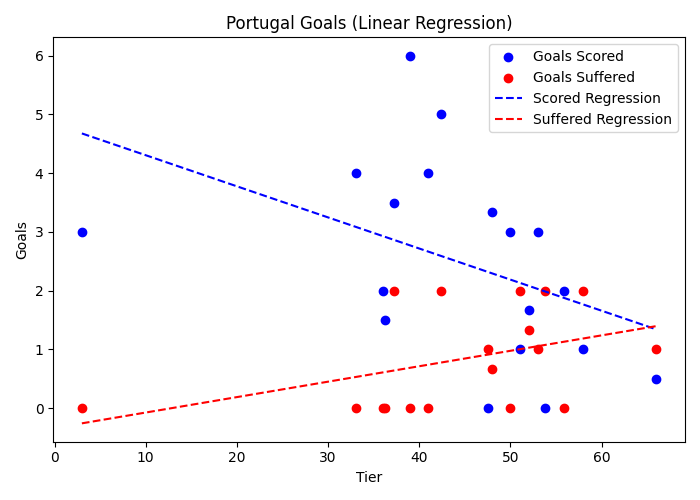 Portugal Goals (Linear Regression)
Goals Scored
Goals Suffered
Scored Regression
Suffered Regression
6
5
4
3
2
1
0
Goals
0 10 20 30 40 50 60
Tier